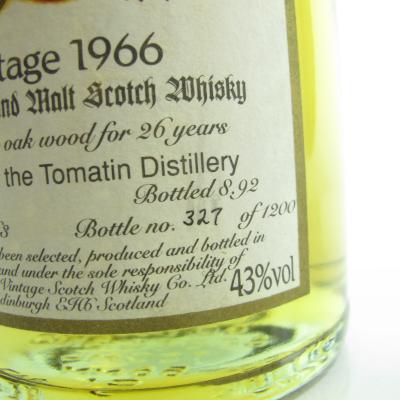 tage 1966
nd Malt Scotch Whisky
oak wood for 26 years
the Tomatin Distillery
Bottled 8.92
Bottle no. 327 of 1200
been selected, produced and bottled in
and under the sole responsibility of
Vintage Scotch Whisky Co. Ltd.
dinburgh EH6 Scotland
43%vol